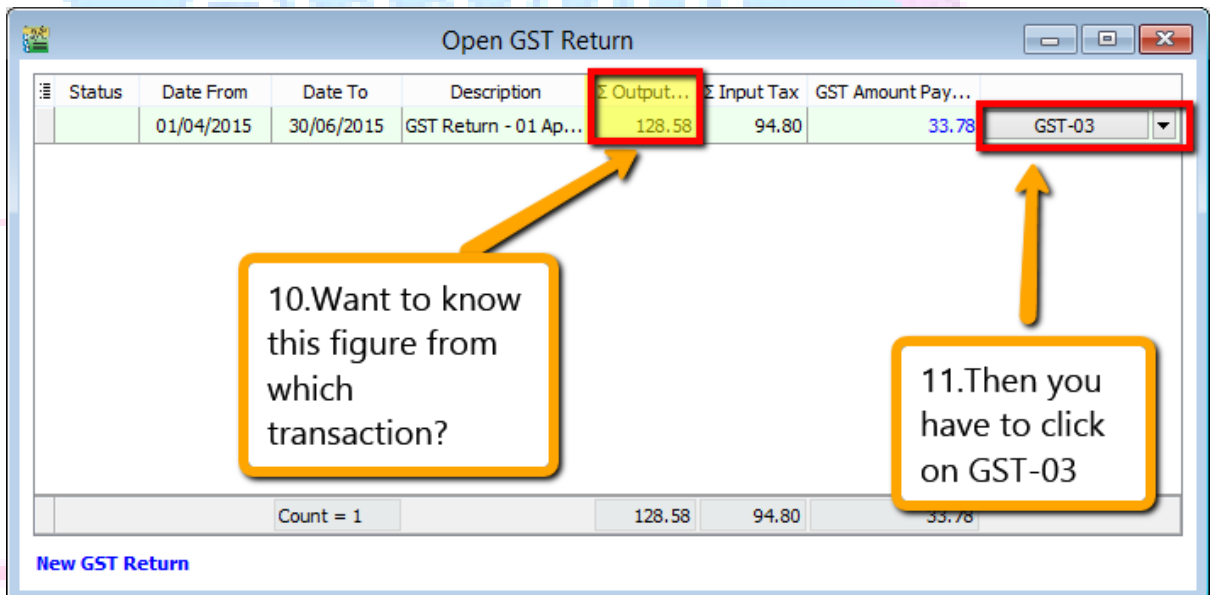 Open GST Return
Status Date From Date To Description Σ Output... Σ Input Tax GST Amount Pay...
01/04/2015 30/06/2015 GST Return - 01 Ap... 128.58 94.80 33.78 GST-03
10.Want to know
this figure from
which
transaction?
11.Then you
have to click
on GST-03
Count = 1 128.58 94.80 33.78
New GST Return